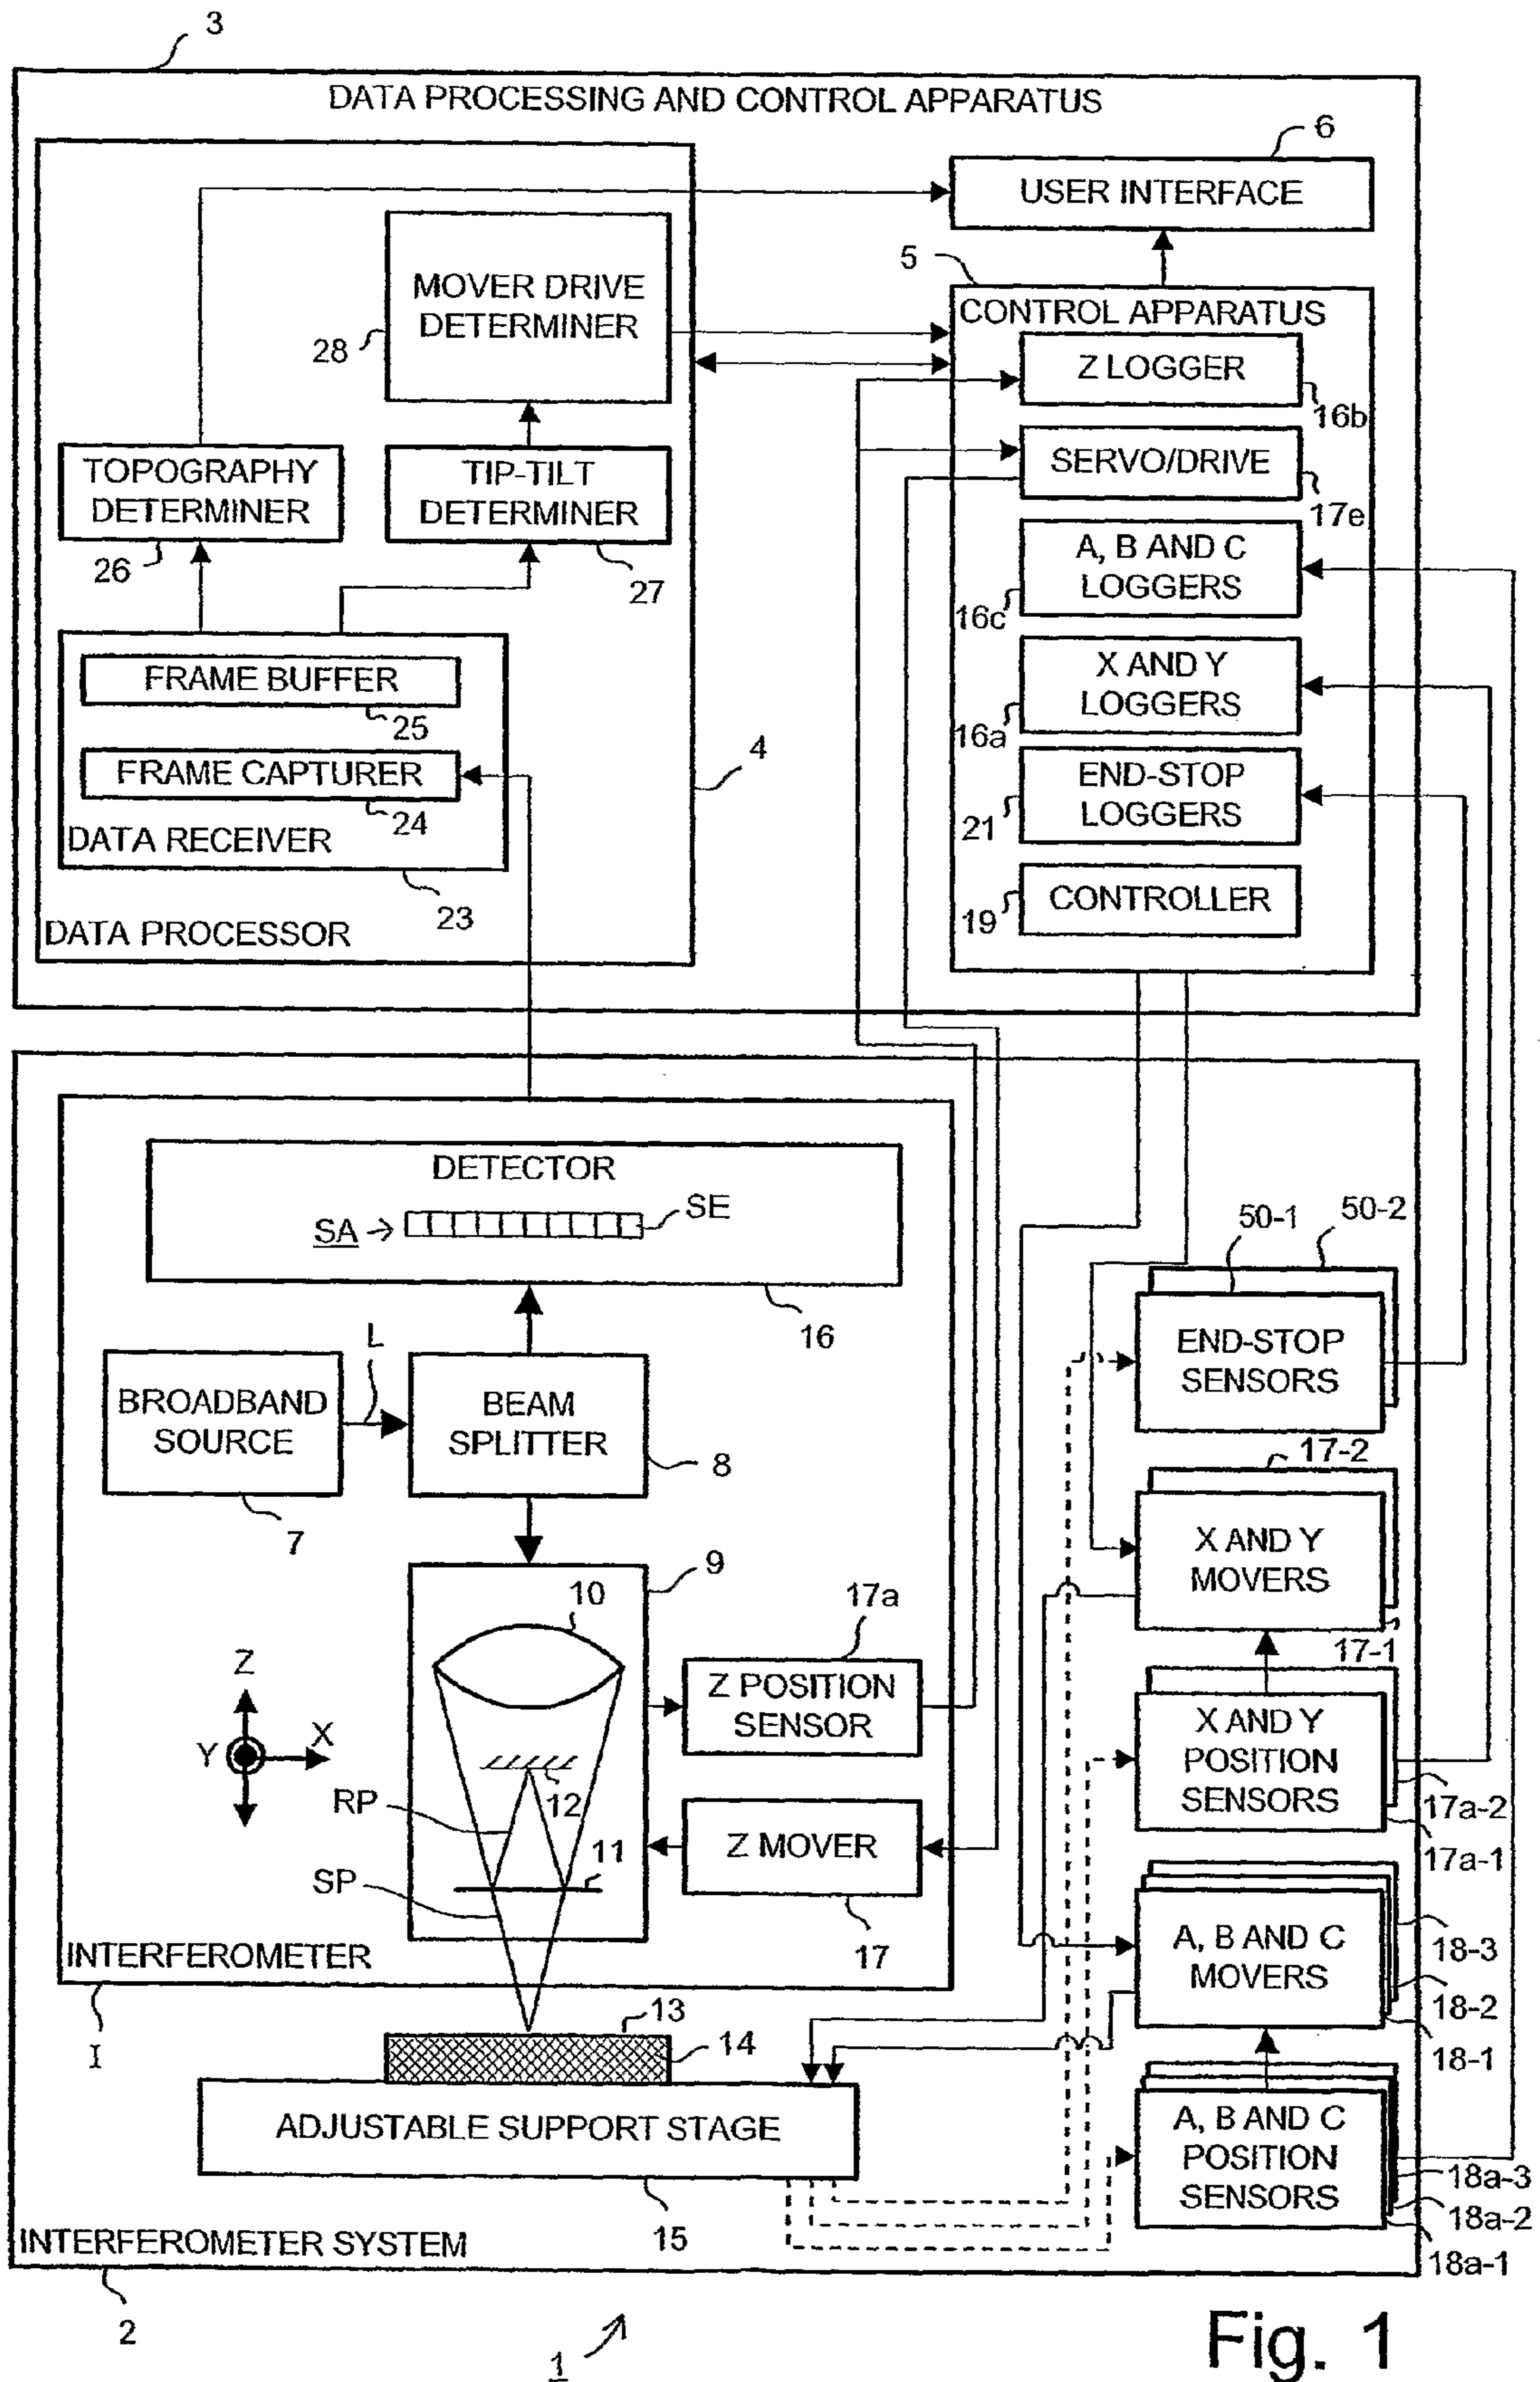 3
DATA PROCESSING AND CONTROL APPARATUS
6
USER INTERFACE
5
MOVER DRIVE
DETERMINER
28
CONTROL APPARATUS
Z LOGGER
16b
SERVO/DRIVE
17e
TOPOGRAPHY
DETERMINER
26
TIP-TILT
DETERMINER
27
A, B AND C
LOGGERS
16c
X AND Y
LOGGERS
16a
FRAME BUFFER
25
FRAME CAPTURER
24
DATA RECEIVER
23
4
END-STOP
LOGGERS
21
CONTROLLER
19
DATA PROCESSOR
DETECTOR
SA
SE
16
50-1
50-2
END-STOP
SENSORS
L
BROADBAND
SOURCE
7
BEAM
SPLITTER
8
17-2
X AND Y
MOVERS
17-1
9
10
17a
Z POSITION
SENSOR
Z
Y
X
12
RP
11
SP
Z MOVER
17
X AND Y
POSITION
SENSORS
17a-2
17a-1
INTERFEROMETER
I
A, B AND C
MOVERS
18-3
18-2
18-1
13
14
ADJUSTABLE SUPPORT STAGE
15
A, B AND C
POSITION
SENSORS
18a-3
18a-2
18a-1
INTERFEROMETER SYSTEM
2
1
Fig. 1